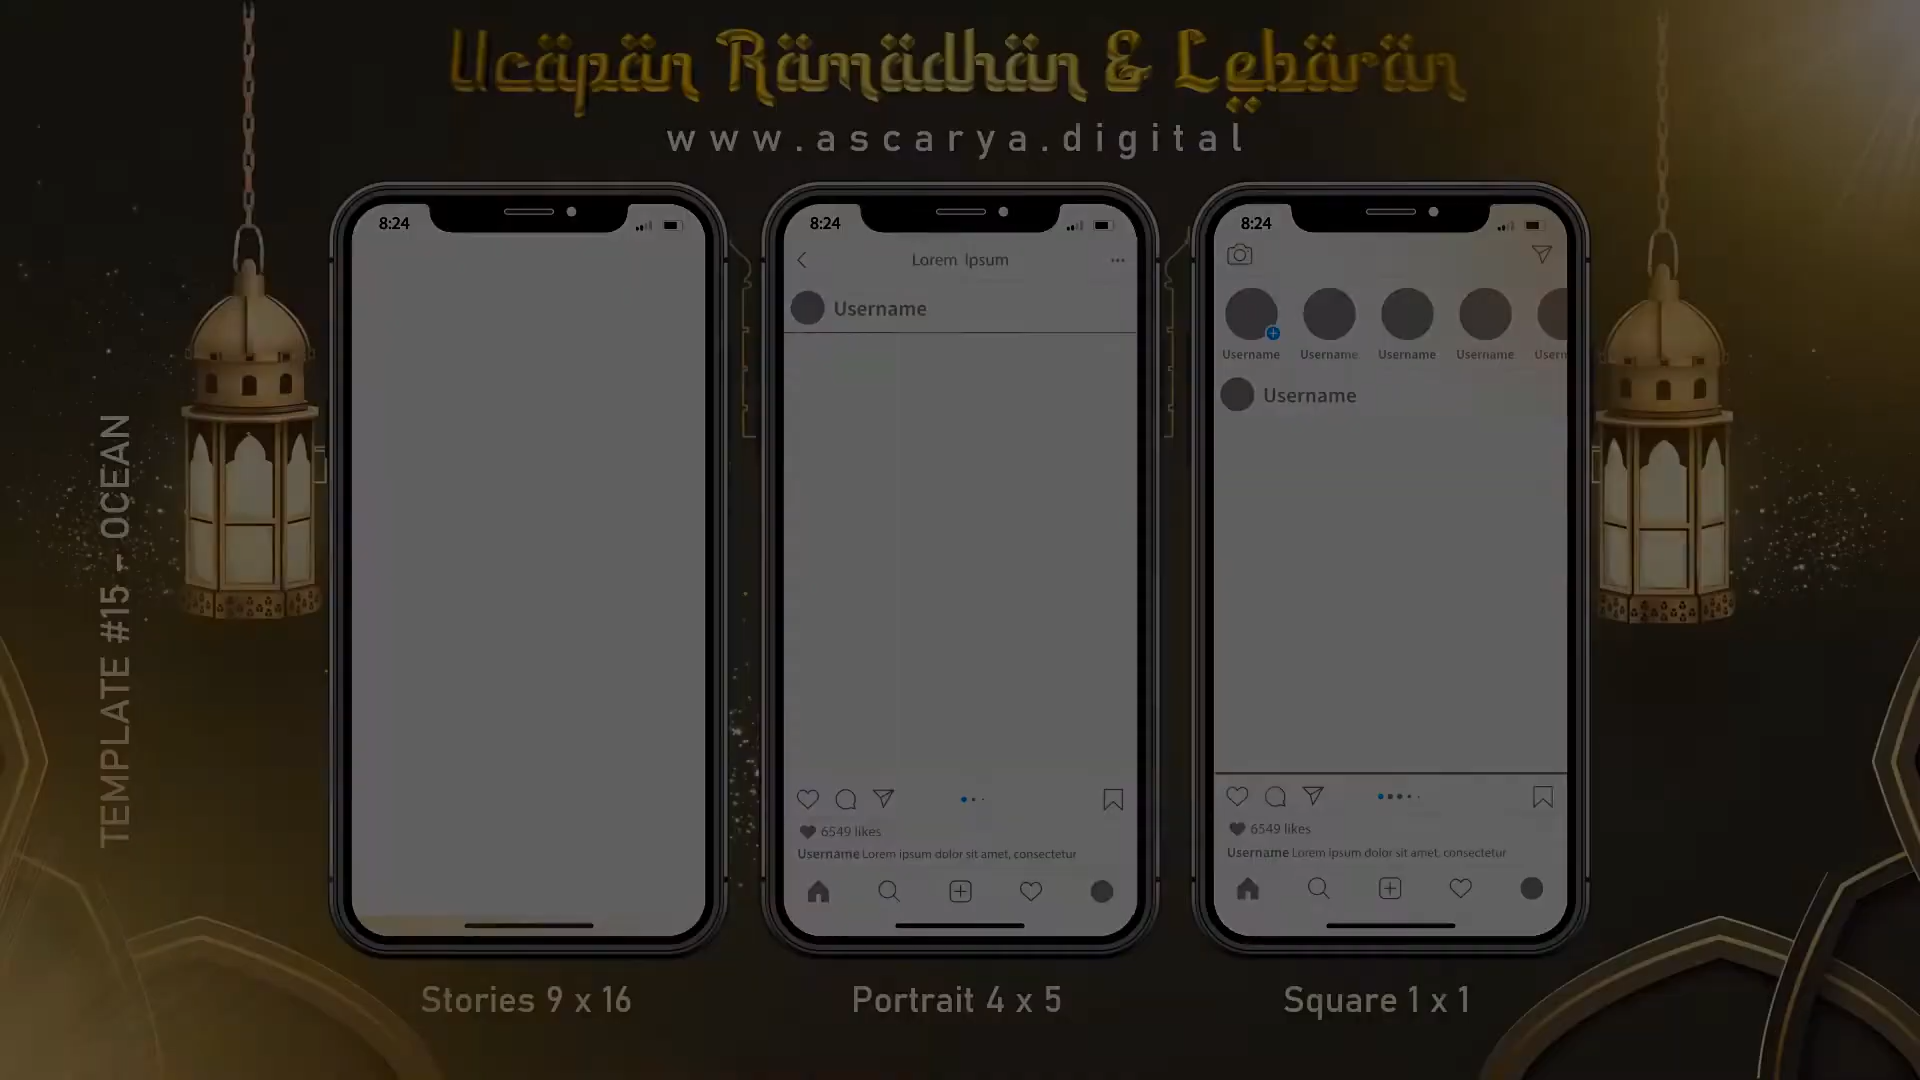 Ucapan Ramadhan & Lebaran
www.ascarya.digital
TEMPLATE #15 - OCEAN
8:24
8:24
Lorem Ipsum
Username
6549 likes
Username Lorem ipsum dolor sit amet, consectetur
8:24
Username Username Username Username Usern
Username
6549 likes
Username Lorem ipsum dolor sit amet, consectetur
Stories 9 x 16
Portrait 4 x 5
Square 1 x 1